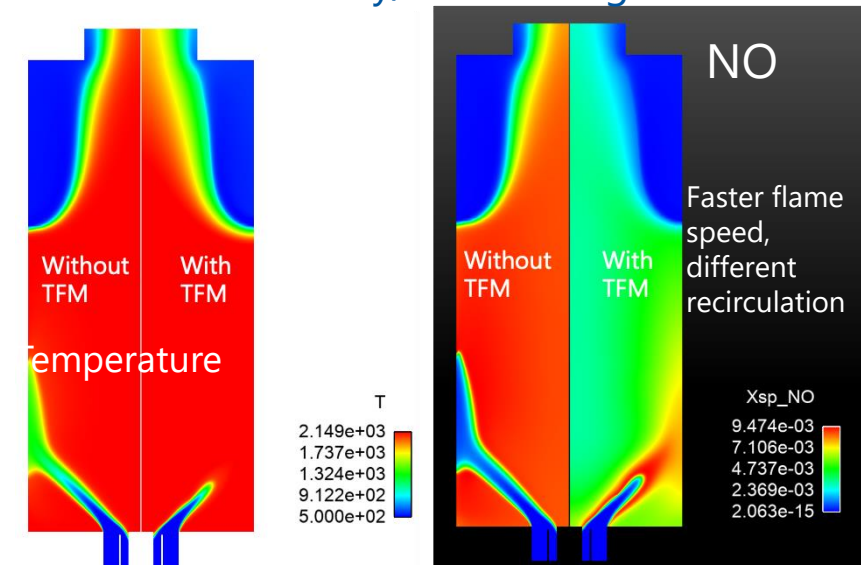 NO
Without
TFM
With
TFM
Without
TFM
With
TFM
Faster flame
speed,
different
recirculation
T
2.149e+03
1.737e+03
1.324e+03
9.122e+02
5.000e+02
Xsp_NO
9.474e-03
7.106e-03
4.737e-03
2.369e-03
2.063e-15